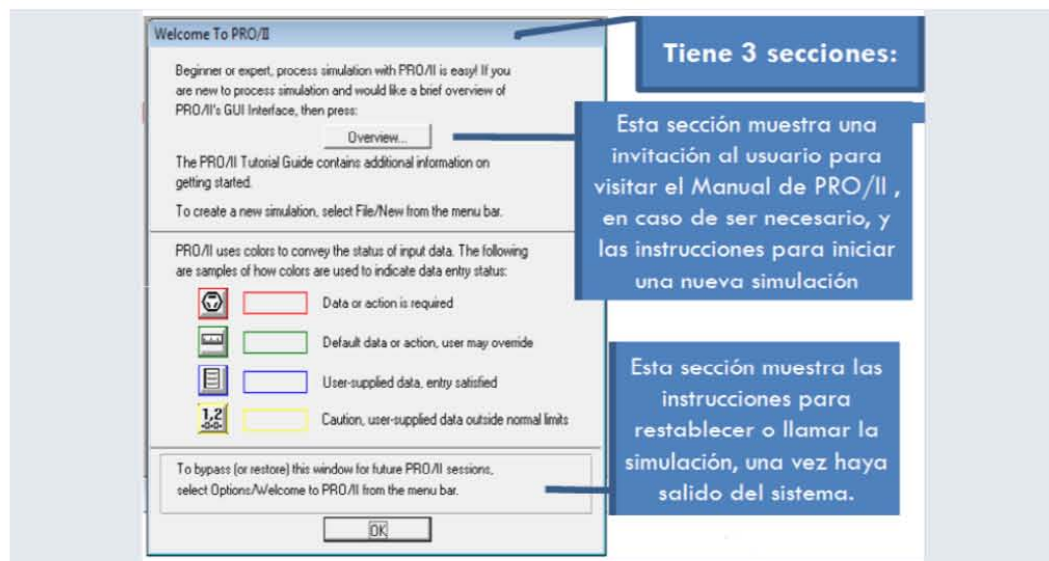 Welcome To PRO/II
Beginner or expert, process simulation with PRO/II is easy! If you
are new to process simulation and would like a brief overview of
PRO/II's GUI Interface, then press:
Overview...
The PRO/II Tutorial Guide contains additional information on
getting started.
To create a new simulation, select File/New from the menu bar.
PRO/II uses colors to convey the status of input data. The following
are samples of how colors are used to indicate data entry status:
Data or action is required
Default data or action, user may override
User-supplied data, entry satisfied
1,2
Caution, user-supplied data outside normal limits
To bypass (or restore) this window for future PRO/II sessions,
select Options/Welcome to PRO/II from the menu bar.
OK
Tiene 3 secciones:
Esta sección muestra una
invitación al usuario para
visitar el Manual de PRO/II ,
en caso de ser necesario, y
las instrucciones para iniciar
una nueva simulación
Esta sección muestra las
instrucciones para
restablecer o llamar la
simulación, una vez haya
salido del sistema.